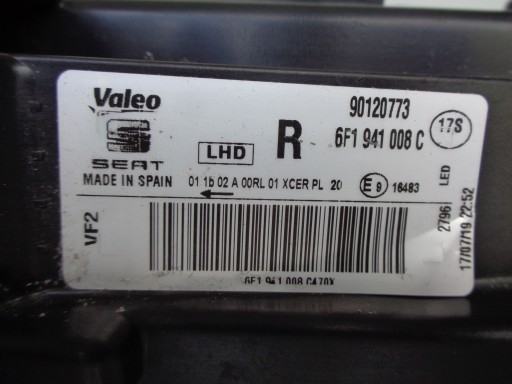 Valeo
SEAT
MADE IN SPAIN
LHD
R
90120773
6F1 941 008 C
17S
01 1b 02 A 00RL 01 XCER PL 20
E9 16483
VF2
2796 LED
17/07/19 22:52
6F1 941 008 C470X